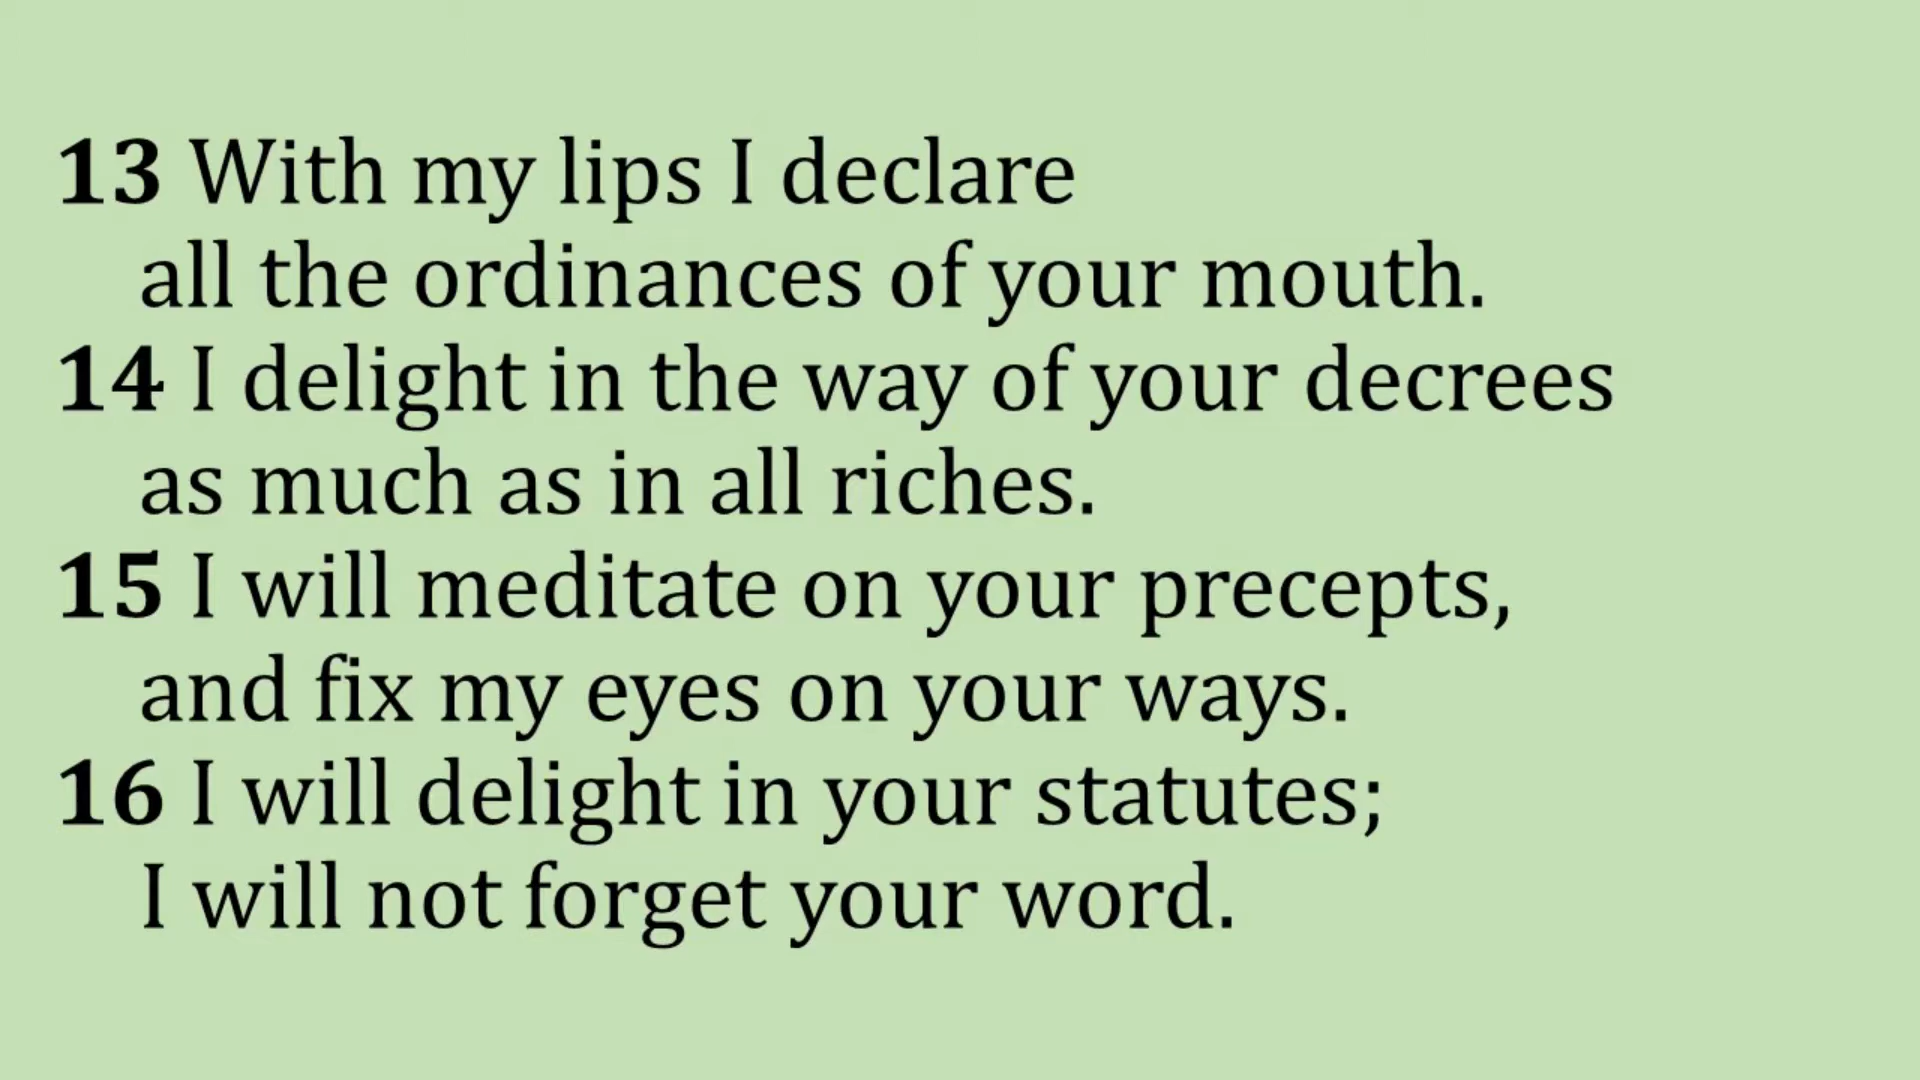 13 With my lips I declare
all the ordinances of your mouth.
14 I delight in the way of your decrees
as much as in all riches.
15 I will meditate on your precepts,
and fix my eyes on your ways.
16 I will delight in your statutes;
I will not forget your word.